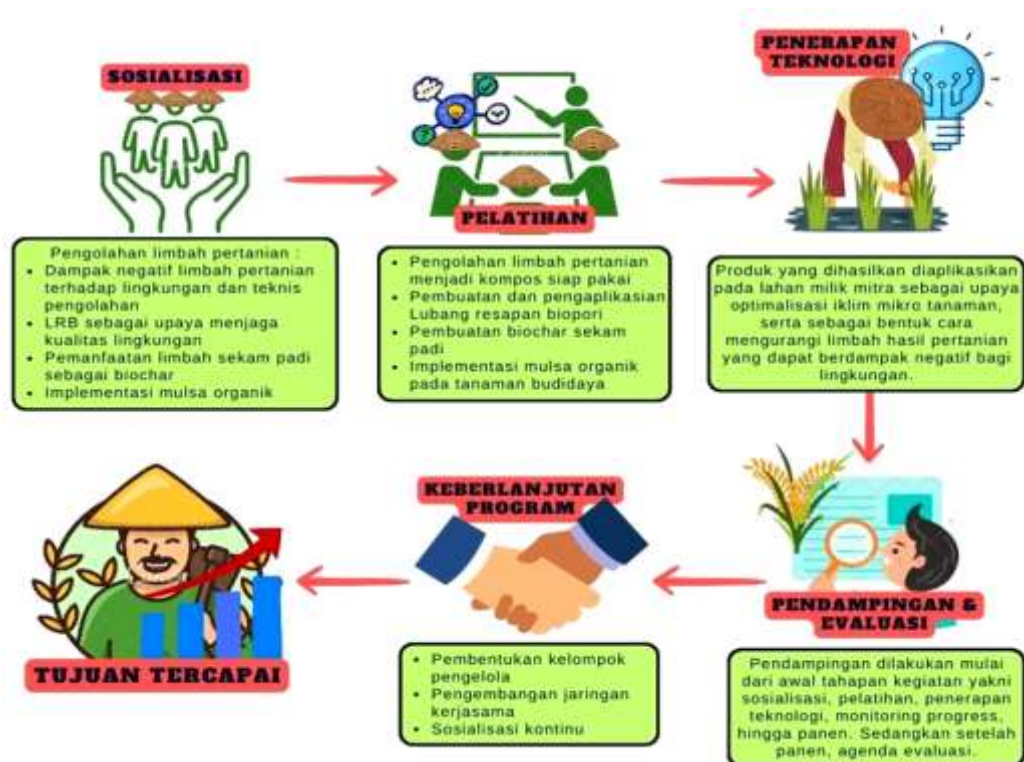 SOSIALISASI
Pengolahan limbah pertanian :
• Dampak negatif limbah pertanian
terhadap lingkungan dan teknis
pengolahan
• LRB sebagai upaya menjaga
kualitas lingkungan
• Pemanfaatan limbah sekam padi
sebagai biochar
• Implementasi mulsa organik
PELATIHAN
• Pengolahan limbah pertanian
menjadi kompos siap pakai
• Pembuatan dan pengaplikasian
Lubang resapan biopori
• Pembuatan biochar sekam
padi
• Implementasi mulsa organik
pada tanaman budidaya
PENERAPAN
TEKNOLOGI
Produk yang dihasilkan diaplikasikan
pada lahan milik mitra sebagai upaya
optimalisasi iklim mikro tanaman,
serta sebagai bentuk cara
mengurangi limbah hasil pertanian
yang dapat berdampak negatif bagi
lingkungan.
PENDAMPINGAN &
EVALUASI
Pendampingan dilakukan mulai
dari awal tahapan kegiatan yakni
sosialisasi, pelatihan, penerapan
teknologi, monitoring progress,
hingga panen. Sedangkan setelah
panen, agenda evaluasi.
KEBERLANJUTAN
PROGRAM
• Pembentukan kelompok
pengelola
• Pengembangan jaringan
kerjasama
• Sosialisasi kontinu
TUJUAN TERCAPAI